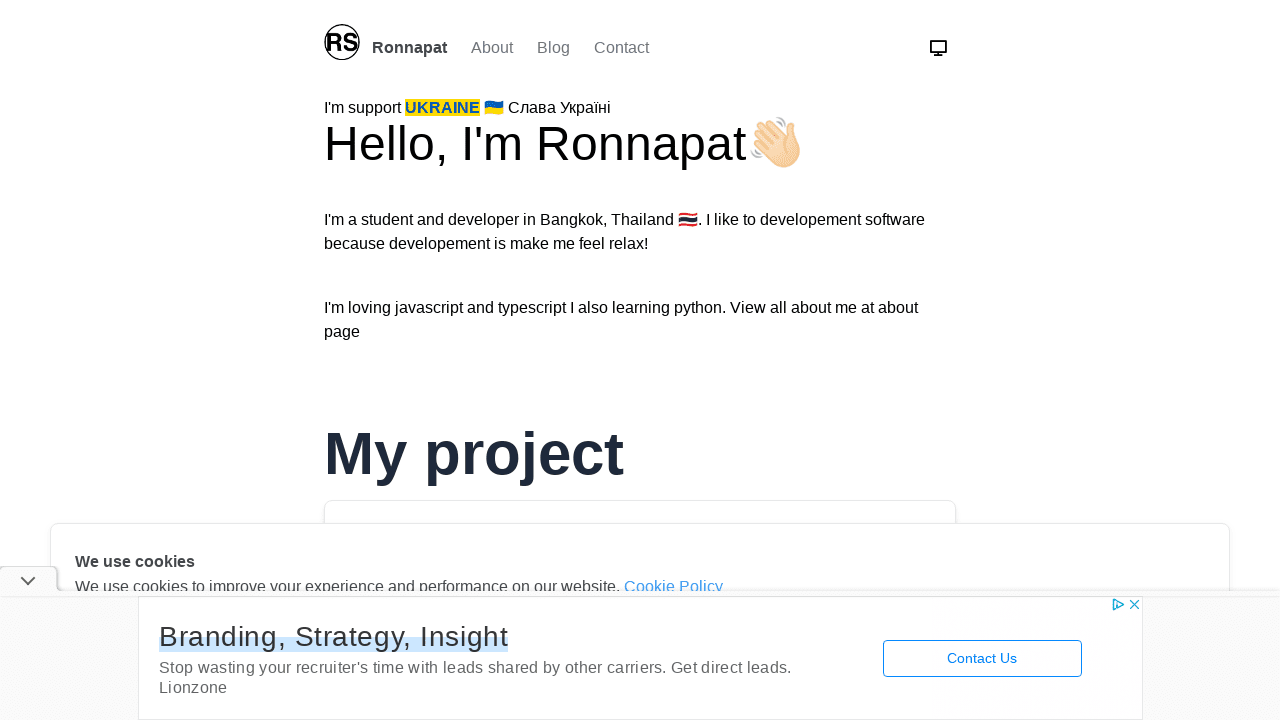 RS Ronnapat About Blog Contact
I'm support UKRAINE 🇺🇦 Слава Україні
Hello, I'm Ronnapat👋🏻
I'm a student and developer in Bangkok, Thailand 🇹🇭. I like to developement software
because developement is make me feel relax!
I'm loving javascript and typescript I also learning python. View all about me at about
page
My project
We use cookies
We use cookies to improve your experience and performance on our website. Cookie Policy
Branding, Strategy, Insight
Stop wasting your recruiter's time with leads shared by other carriers. Get direct leads.
Lionzone
Contact Us